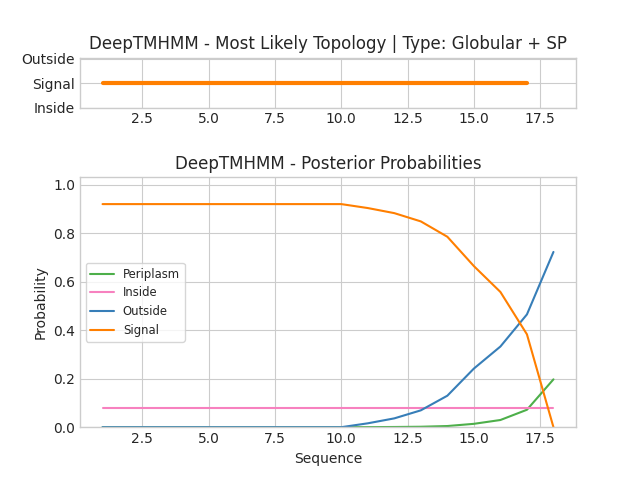 DeepTMHMM - Most Likely Topology | Type: Globular + SP
Outside
Signal
Inside
2.5 5.0 7.5 10.0 12.5 15.0 17.5
DeepTMHMM - Posterior Probabilities
1.0
0.8
0.6
0.4
0.2
0.0
Probability
Periplasm
Inside
Outside
Signal
2.5 5.0 7.5 10.0 12.5 15.0 17.5
Sequence